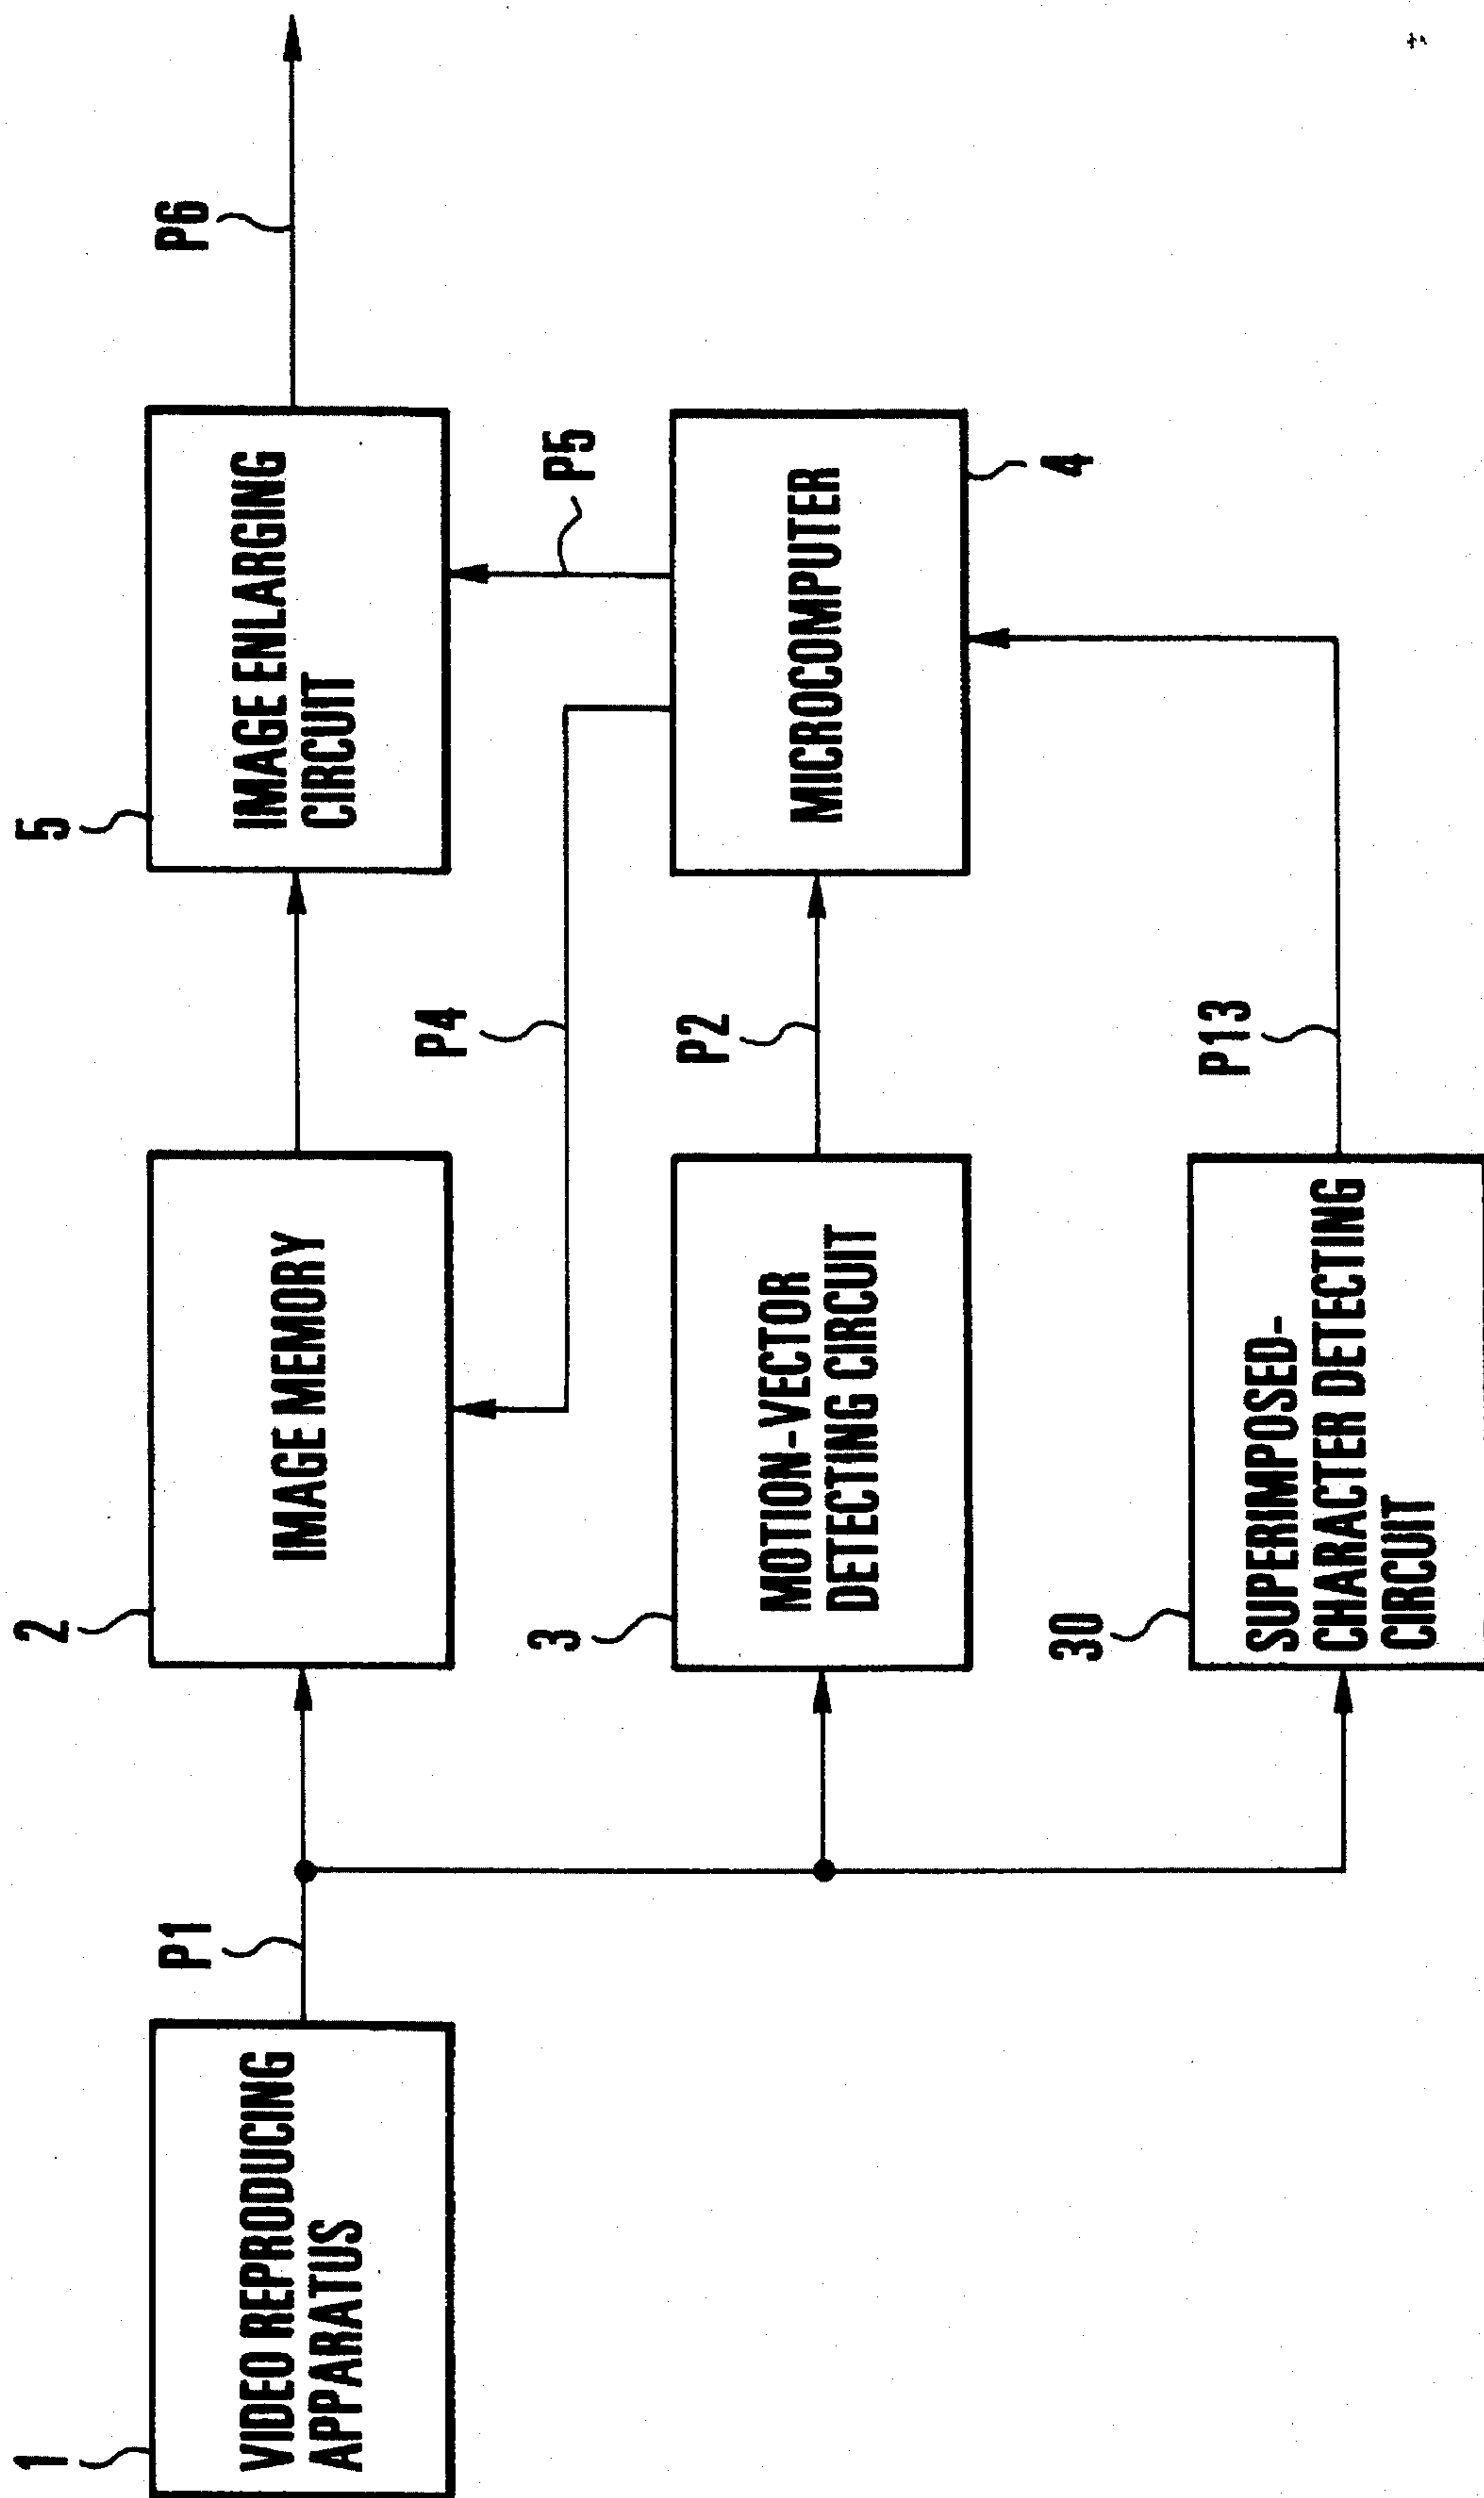 1
VIDEO REPRODUCING
APPARATUS
P1
2
IMAGE MEMORY
5
IMAGE ENLARGING
CIRCUIT
P6
P4
P5
3
MOTION-VECTOR
DETECTING CIRCUIT
P2
MICROCOMPUTER
4
30
SUPERIMPOSED-
CHARACTER DETECTING
CIRCUIT
P13